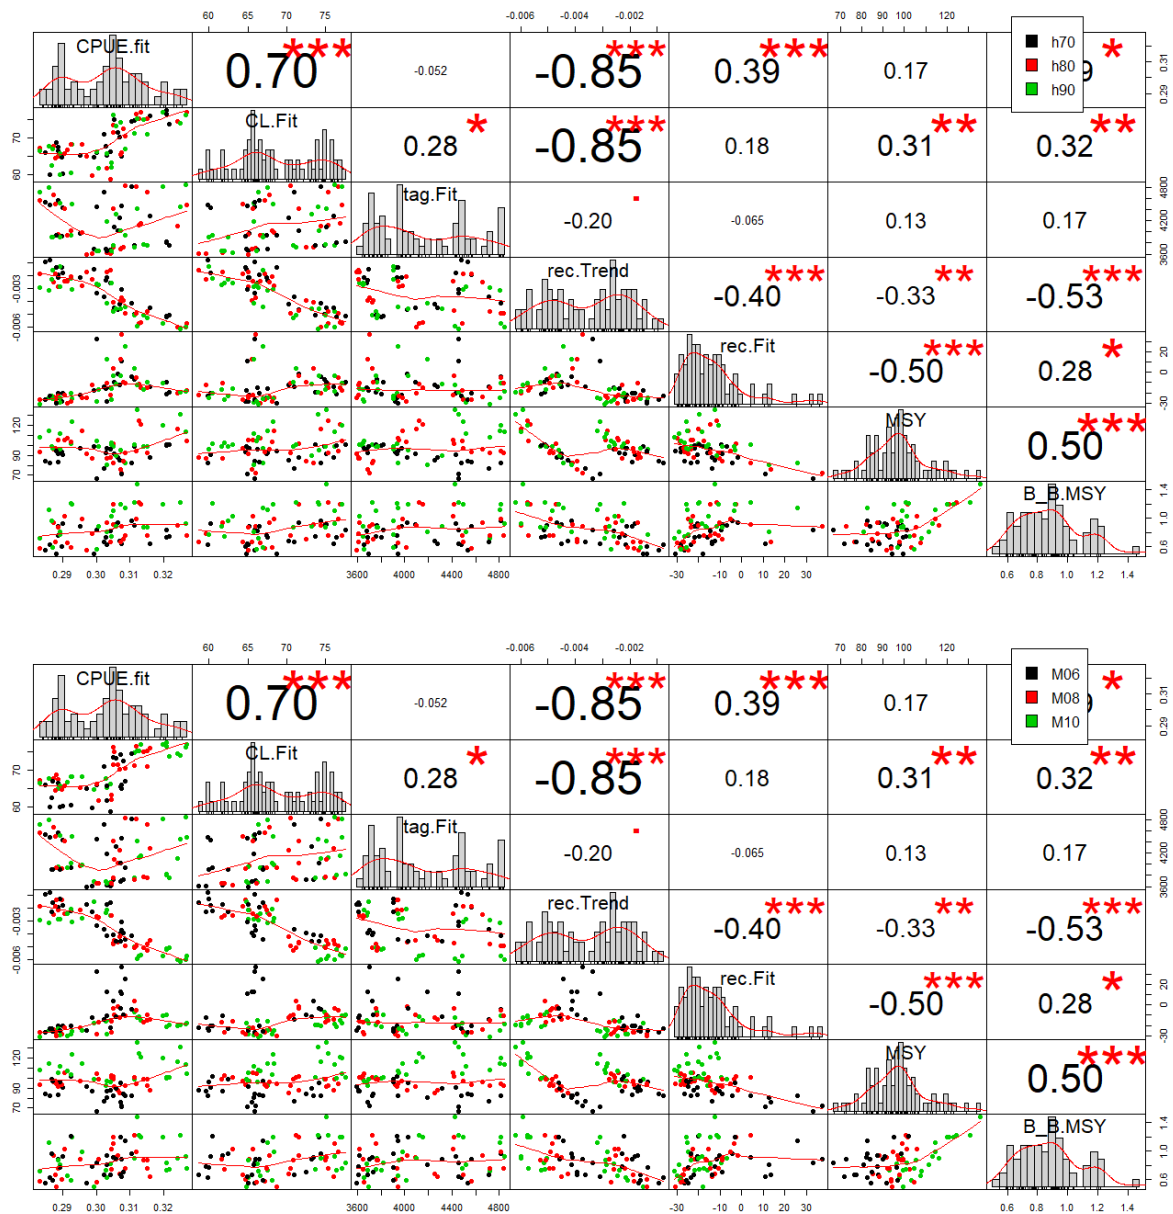 60 65 70 75 -0.006 -0.004 -0.002 70 80 90 100 120
CPUE.fit 0.70 *** -0.052 -0.85 *** 0.39 *** 0.17 9 * 0.29 0.31
h70
h80
h90
60 70 CL.Fit 0.28 * -0.85 *** 0.18 0.31 ** 0.32 **
tag.Fit -0.20 . -0.065 0.13 0.17 3600 4200 4800
-0.006 -0.003 rec.Trend -0.40 *** -0.33 ** -0.53 ***
rec.Fit -0.50 *** 0.28 * -30 0 20
70 90 120 MSY 0.50 ***
B_B.MSY 0.6 1.0 1.4
0.29 0.30 0.31 0.32 3600 4000 4400 4800 -30 -10 0 10 20 30 0.6 0.8 1.0 1.2 1.4
60 65 70 75 -0.006 -0.004 -0.002 70 80 90 100 120
CPUE.fit 0.70 *** -0.052 -0.85 *** 0.39 *** 0.17 9 * 0.29 0.31
M06
M08
M10
60 70 CL.Fit 0.28 * -0.85 *** 0.18 0.31 ** 0.32 **
tag.Fit -0.20 . -0.065 0.13 0.17 3600 4200 4800
-0.006 -0.003 rec.Trend -0.40 *** -0.33 ** -0.53 ***
rec.Fit -0.50 *** 0.28 * -30 0 20
70 90 120 MSY 0.50 ***
B_B.MSY 0.6 1.0 1.4
0.29 0.30 0.31 0.32 3600 4000 4400 4800 -30 -10 0 10 20 30 0.6 0.8 1.0 1.2 1.4